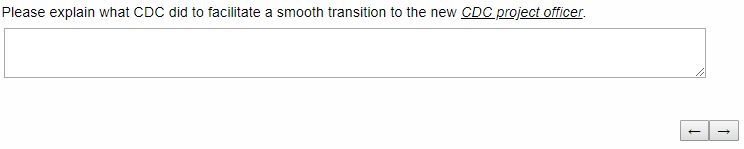 Please explain what CDC did to facilitate a smooth transition to the new CDC project officer.
← →